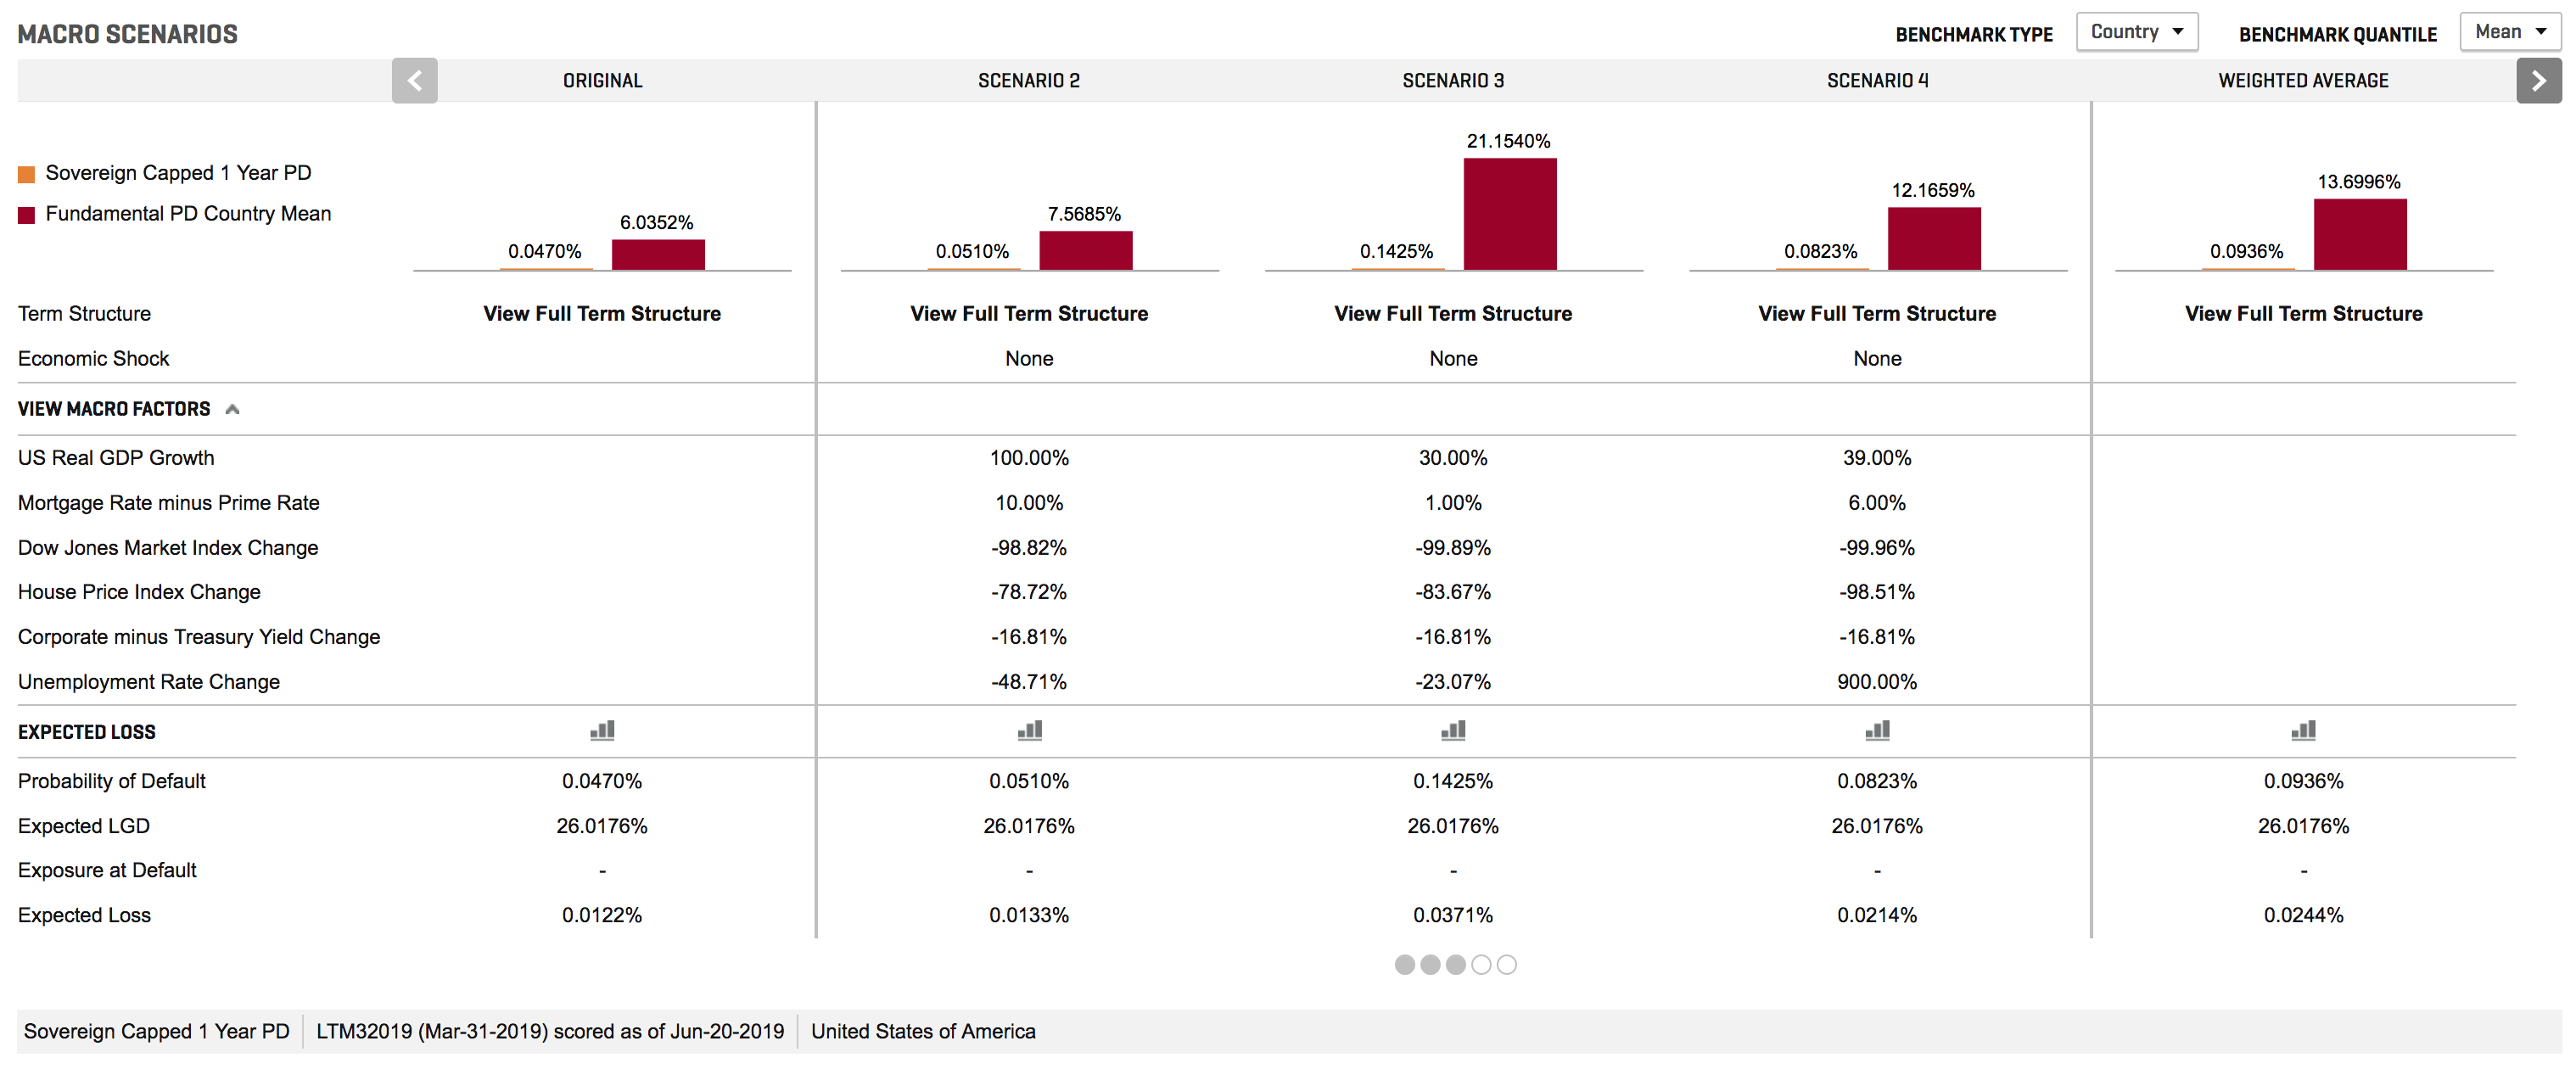 MACRO SCENARIOS
BENCHMARK TYPE Country BENCHMARK QUANTILE Mean
ORIGINAL SCENARIO 2 SCENARIO 3 SCENARIO 4 WEIGHTED AVERAGE
Sovereign Capped 1 Year PD
Fundamental PD Country Mean
0.0470% 6.0352% 0.0510% 7.5685% 0.1425% 21.1540% 0.0823% 12.1659% 0.0936% 13.6996%
Term Structure View Full Term Structure View Full Term Structure View Full Term Structure View Full Term Structure View Full Term Structure
Economic Shock None None None
VIEW MACRO FACTORS
US Real GDP Growth 100.00% 30.00% 39.00%
Mortgage Rate minus Prime Rate 10.00% 1.00% 6.00%
Dow Jones Market Index Change -98.82% -99.89% -99.96%
House Price Index Change -78.72% -83.67% -98.51%
Corporate minus Treasury Yield Change -16.81% -16.81% -16.81%
Unemployment Rate Change -48.71% -23.07% 900.00%
EXPECTED LOSS
Probability of Default 0.0470% 0.0510% 0.1425% 0.0823% 0.0936%
Expected LGD 26.0176% 26.0176% 26.0176% 26.0176% 26.0176%
Exposure at Default - - - - -
Expected Loss 0.0122% 0.0133% 0.0371% 0.0214% 0.0244%
Sovereign Capped 1 Year PD LTM32019 (Mar-31-2019) scored as of Jun-20-2019 United States of America